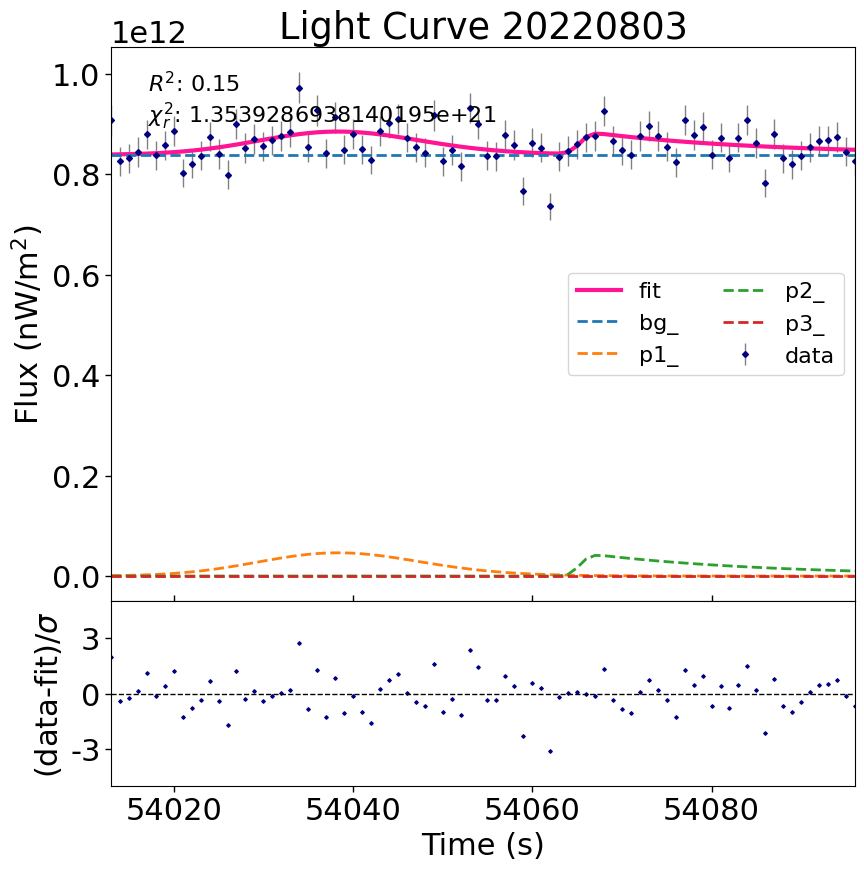 Light Curve 20220803
1e12
R²: 0.15
χ²ᵣ: 1.3539286938140195e+21
1.0
0.8
0.6
0.4
0.2
0.0
Flux (nW/m²)
fit
bg_
p1_
p2_
p3_
data
3
0
-3
(data-fit)/σ
54020 54040 54060 54080
Time (s)